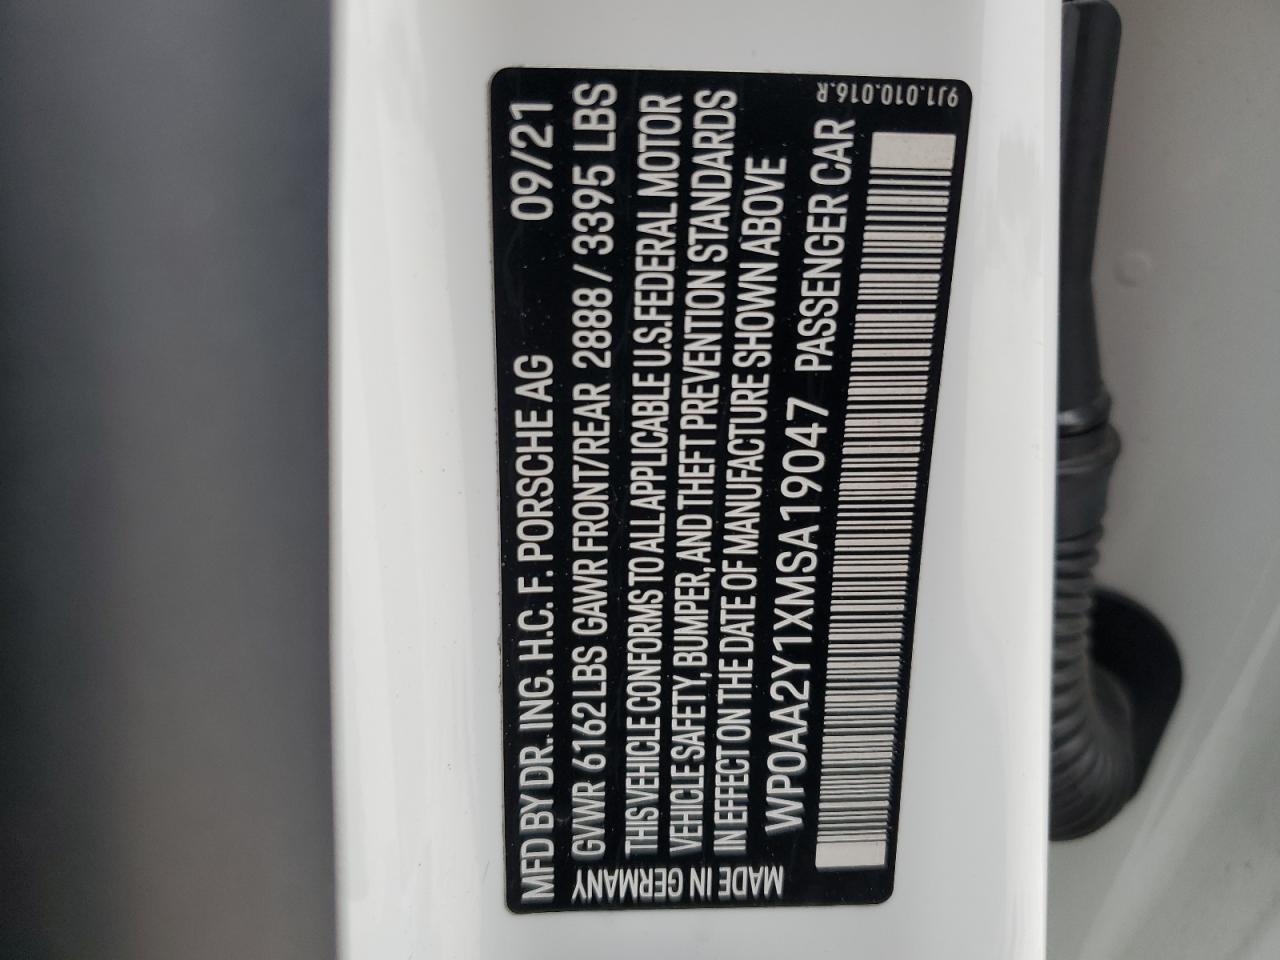 MFD BY DR. ING. H.C. F. PORSCHE AG 09/21
GVWR 6162LBS GAWR FRONT/REAR 2888 / 3395 LBS
THIS VEHICLE CONFORMS TO ALL APPLICABLE U.S.FEDERAL MOTOR
VEHICLE SAFETY, BUMPER, AND THEFT PREVENTION STANDARDS
IN EFFECT ON THE DATE OF MANUFACTURE SHOWN ABOVE
WP0AA2Y1XMSA19047 PASSENGER CAR
MADE IN GERMANY
9J1.010.016.R